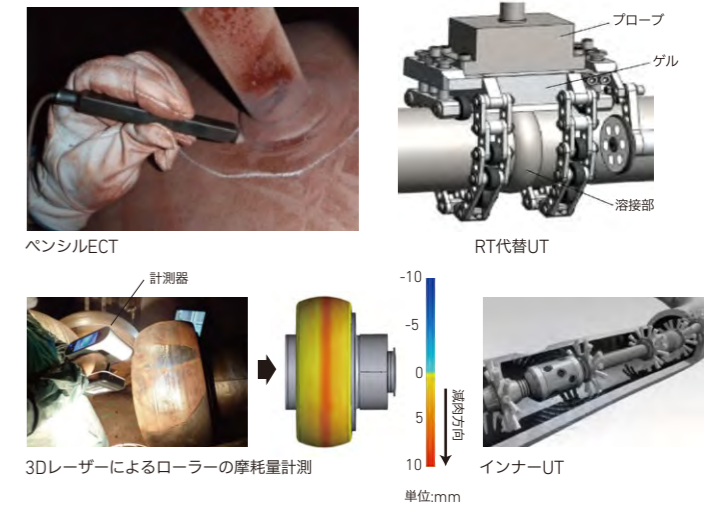 プローブ
ゲル
溶接部
ペンシルECT
RT代替UT
計測器
-10
-5
0
5
10
減肉方向
単位:mm
3Dレーザーによるローラーの摩耗量計測
インナーUT